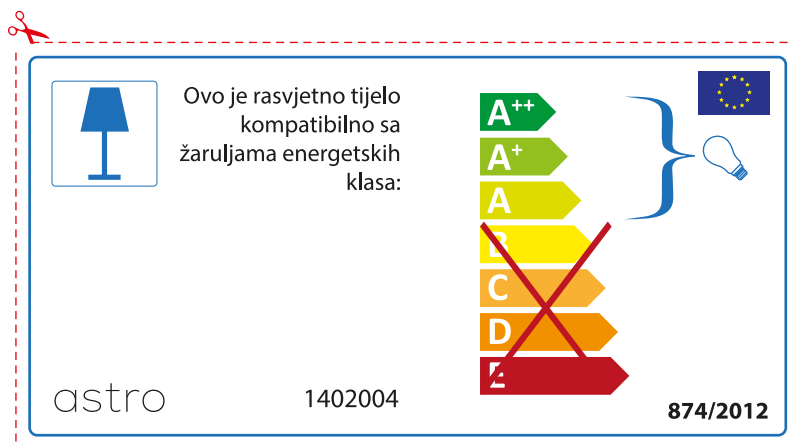 Ovo je rasvjetno tijelo
kompatibilno sa
žaruljama energetskih
klasa:
A++
A+
A
B
C
D
E
astro
1402004
874/2012